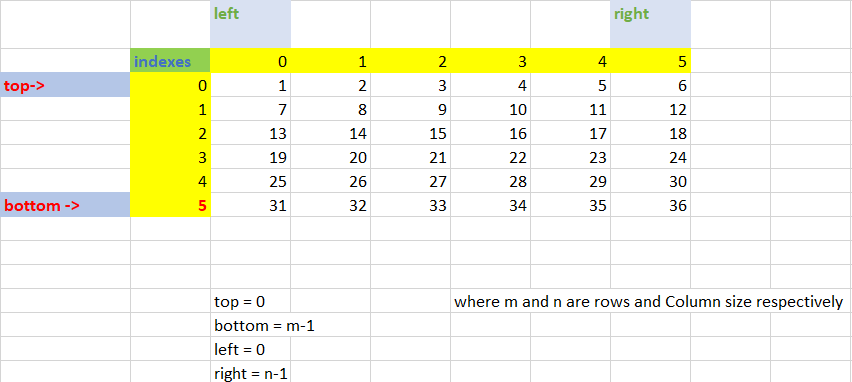 left right
indexes 0 1 2 3 4 5
top-> 0 1 2 3 4 5 6
1 7 8 9 10 11 12
2 13 14 15 16 17 18
3 19 20 21 22 23 24
4 25 26 27 28 29 30
bottom -> 5 31 32 33 34 35 36
top = 0 where m and n are rows and Column size respectively
bottom = m-1
left = 0
right = n-1